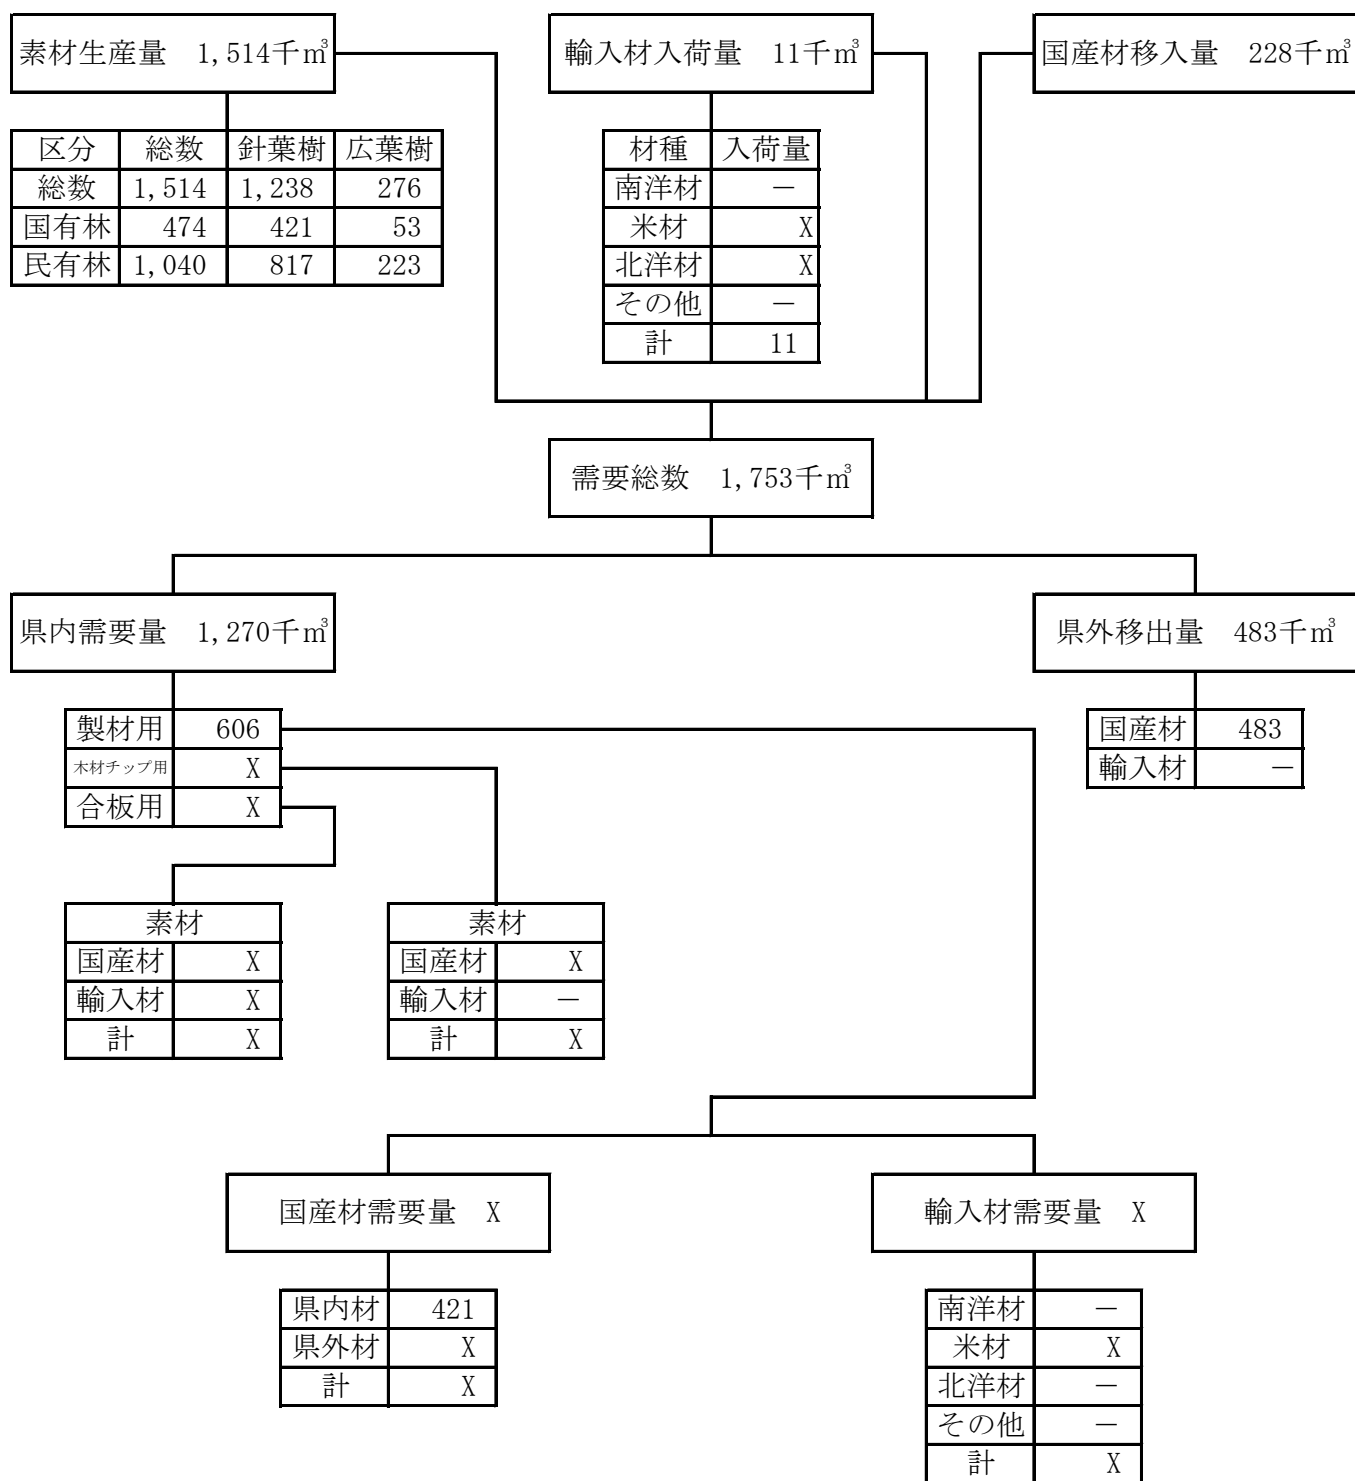 素材生産量　1,514千㎥
輸入材入荷量　11千㎥
国産材移入量　228千㎥
区分 総数 針葉樹 広葉樹
総数 1,514 1,238 276
国有林 474 421 53
民有林 1,040 817 223
材種 入荷量
南洋材 －
米材 X
北洋材 X
その他 －
計 11
需要総数　1,753千㎥
県内需要量　1,270千㎥
県外移出量　483千㎥
製材用 606
木材チップ用 X
合板用 X
国産材 483
輸入材 －
素材
国産材 X
輸入材 X
計 X
素材
国産材 X
輸入材 －
計 X
国産材需要量　X
輸入材需要量　X
県内材 421
県外材 X
計 X
南洋材 －
米材 X
北洋材 －
その他 －
計 X